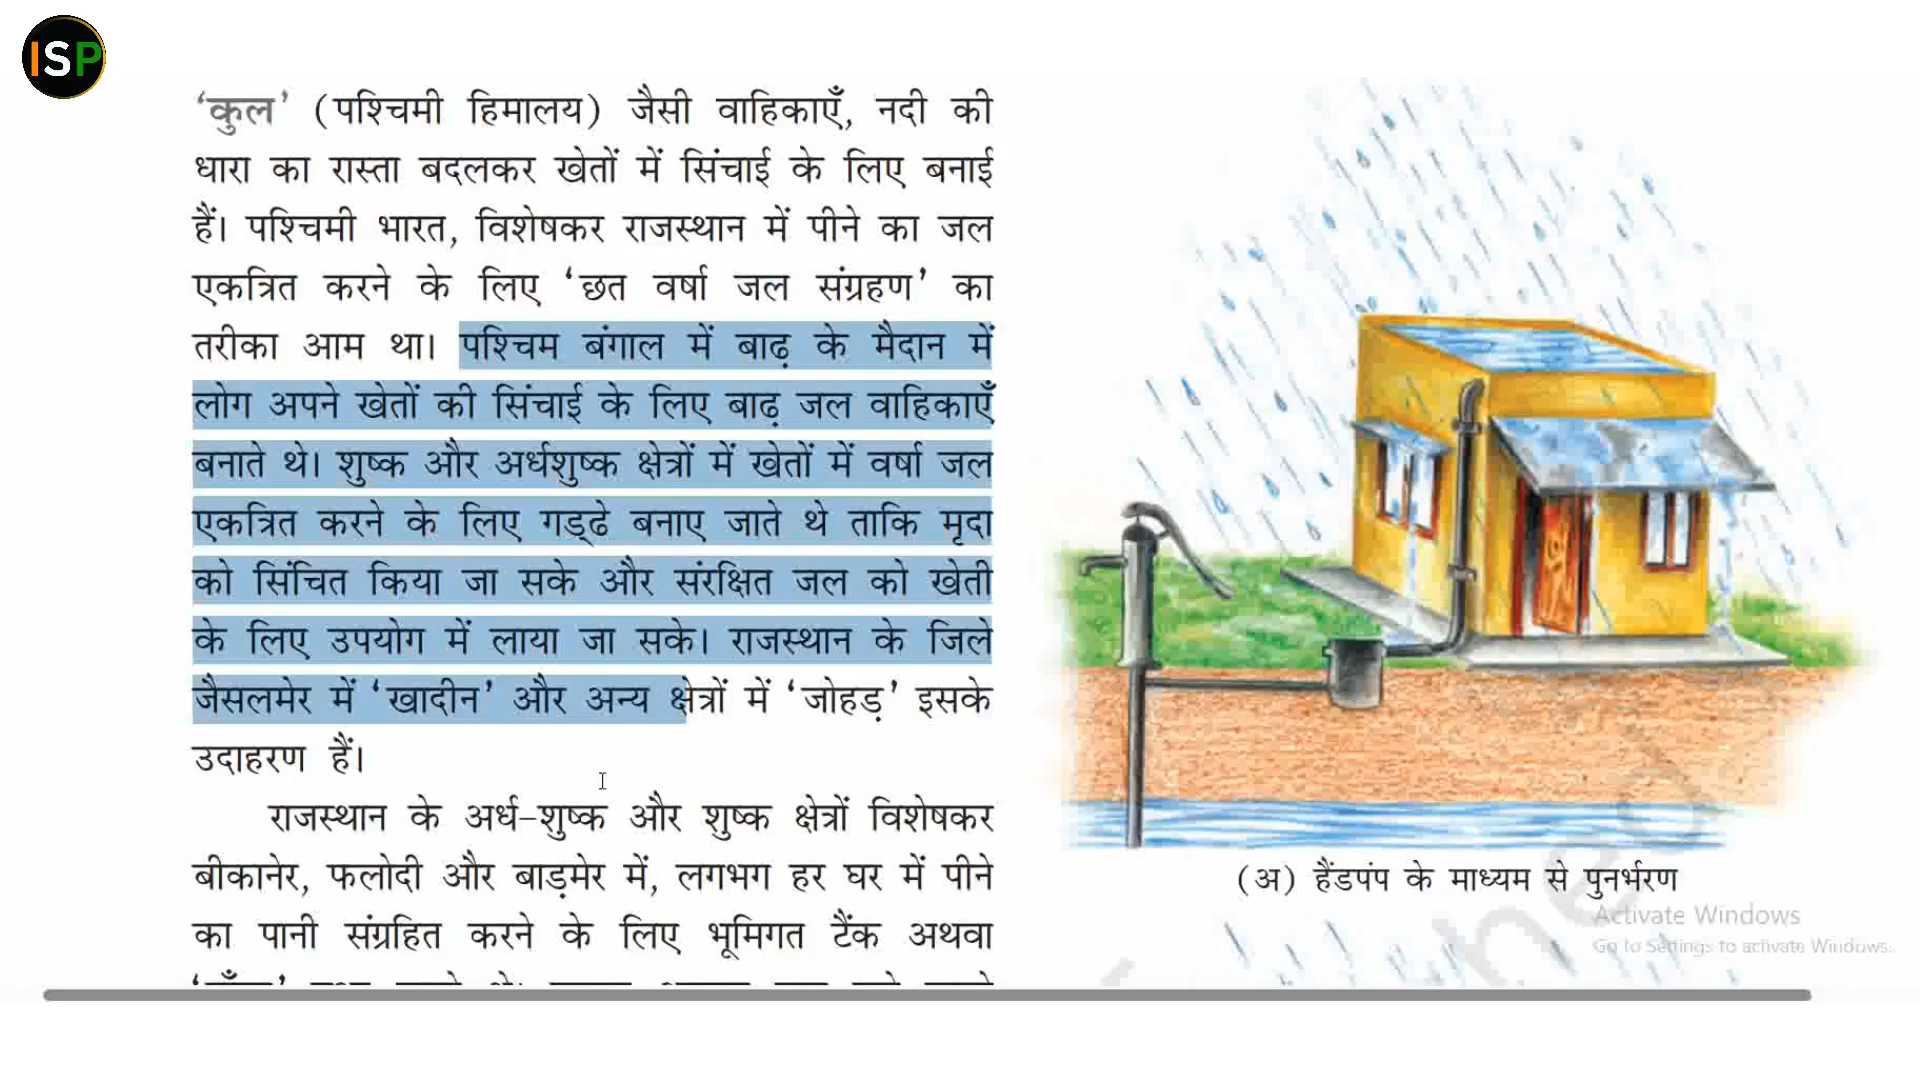 ISP
‘कुल’ (पश्चिमी हिमालय) जैसी वाहिकाएँ, नदी की
धारा का रास्ता बदलकर खेतों में सिंचाई के लिए बनाई
हैं। पश्चिमी भारत, विशेषकर राजस्थान में पीने का जल
एकत्रित करने के लिए ‘छत वर्षा जल संग्रहण’ का
तरीका आम था। पश्चिम बंगाल में बाढ़ के मैदान में
लोग अपने खेतों की सिंचाई के लिए बाढ़ जल वाहिकाएँ
बनाते थे। शुष्क और अर्धशुष्क क्षेत्रों में खेतों में वर्षा जल
एकत्रित करने के लिए गड्ढे बनाए जाते थे ताकि मृदा
को सिंचित किया जा सके और संरक्षित जल को खेती
के लिए उपयोग में लाया जा सके। राजस्थान के जिले
जैसलमेर में ‘खादीन’ और अन्य क्षेत्रों में ‘जोहड़’ इसके
उदाहरण हैं।
राजस्थान के अर्ध-शुष्क और शुष्क क्षेत्रों विशेषकर
बीकानेर, फलोदी और बाड़मेर में, लगभग हर घर में पीने
का पानी संग्रहित करने के लिए भूमिगत टैंक अथवा
(अ) हैंडपंप के माध्यम से पुनर्भरण
Activate Windows
Go to Settings to activate Windows.